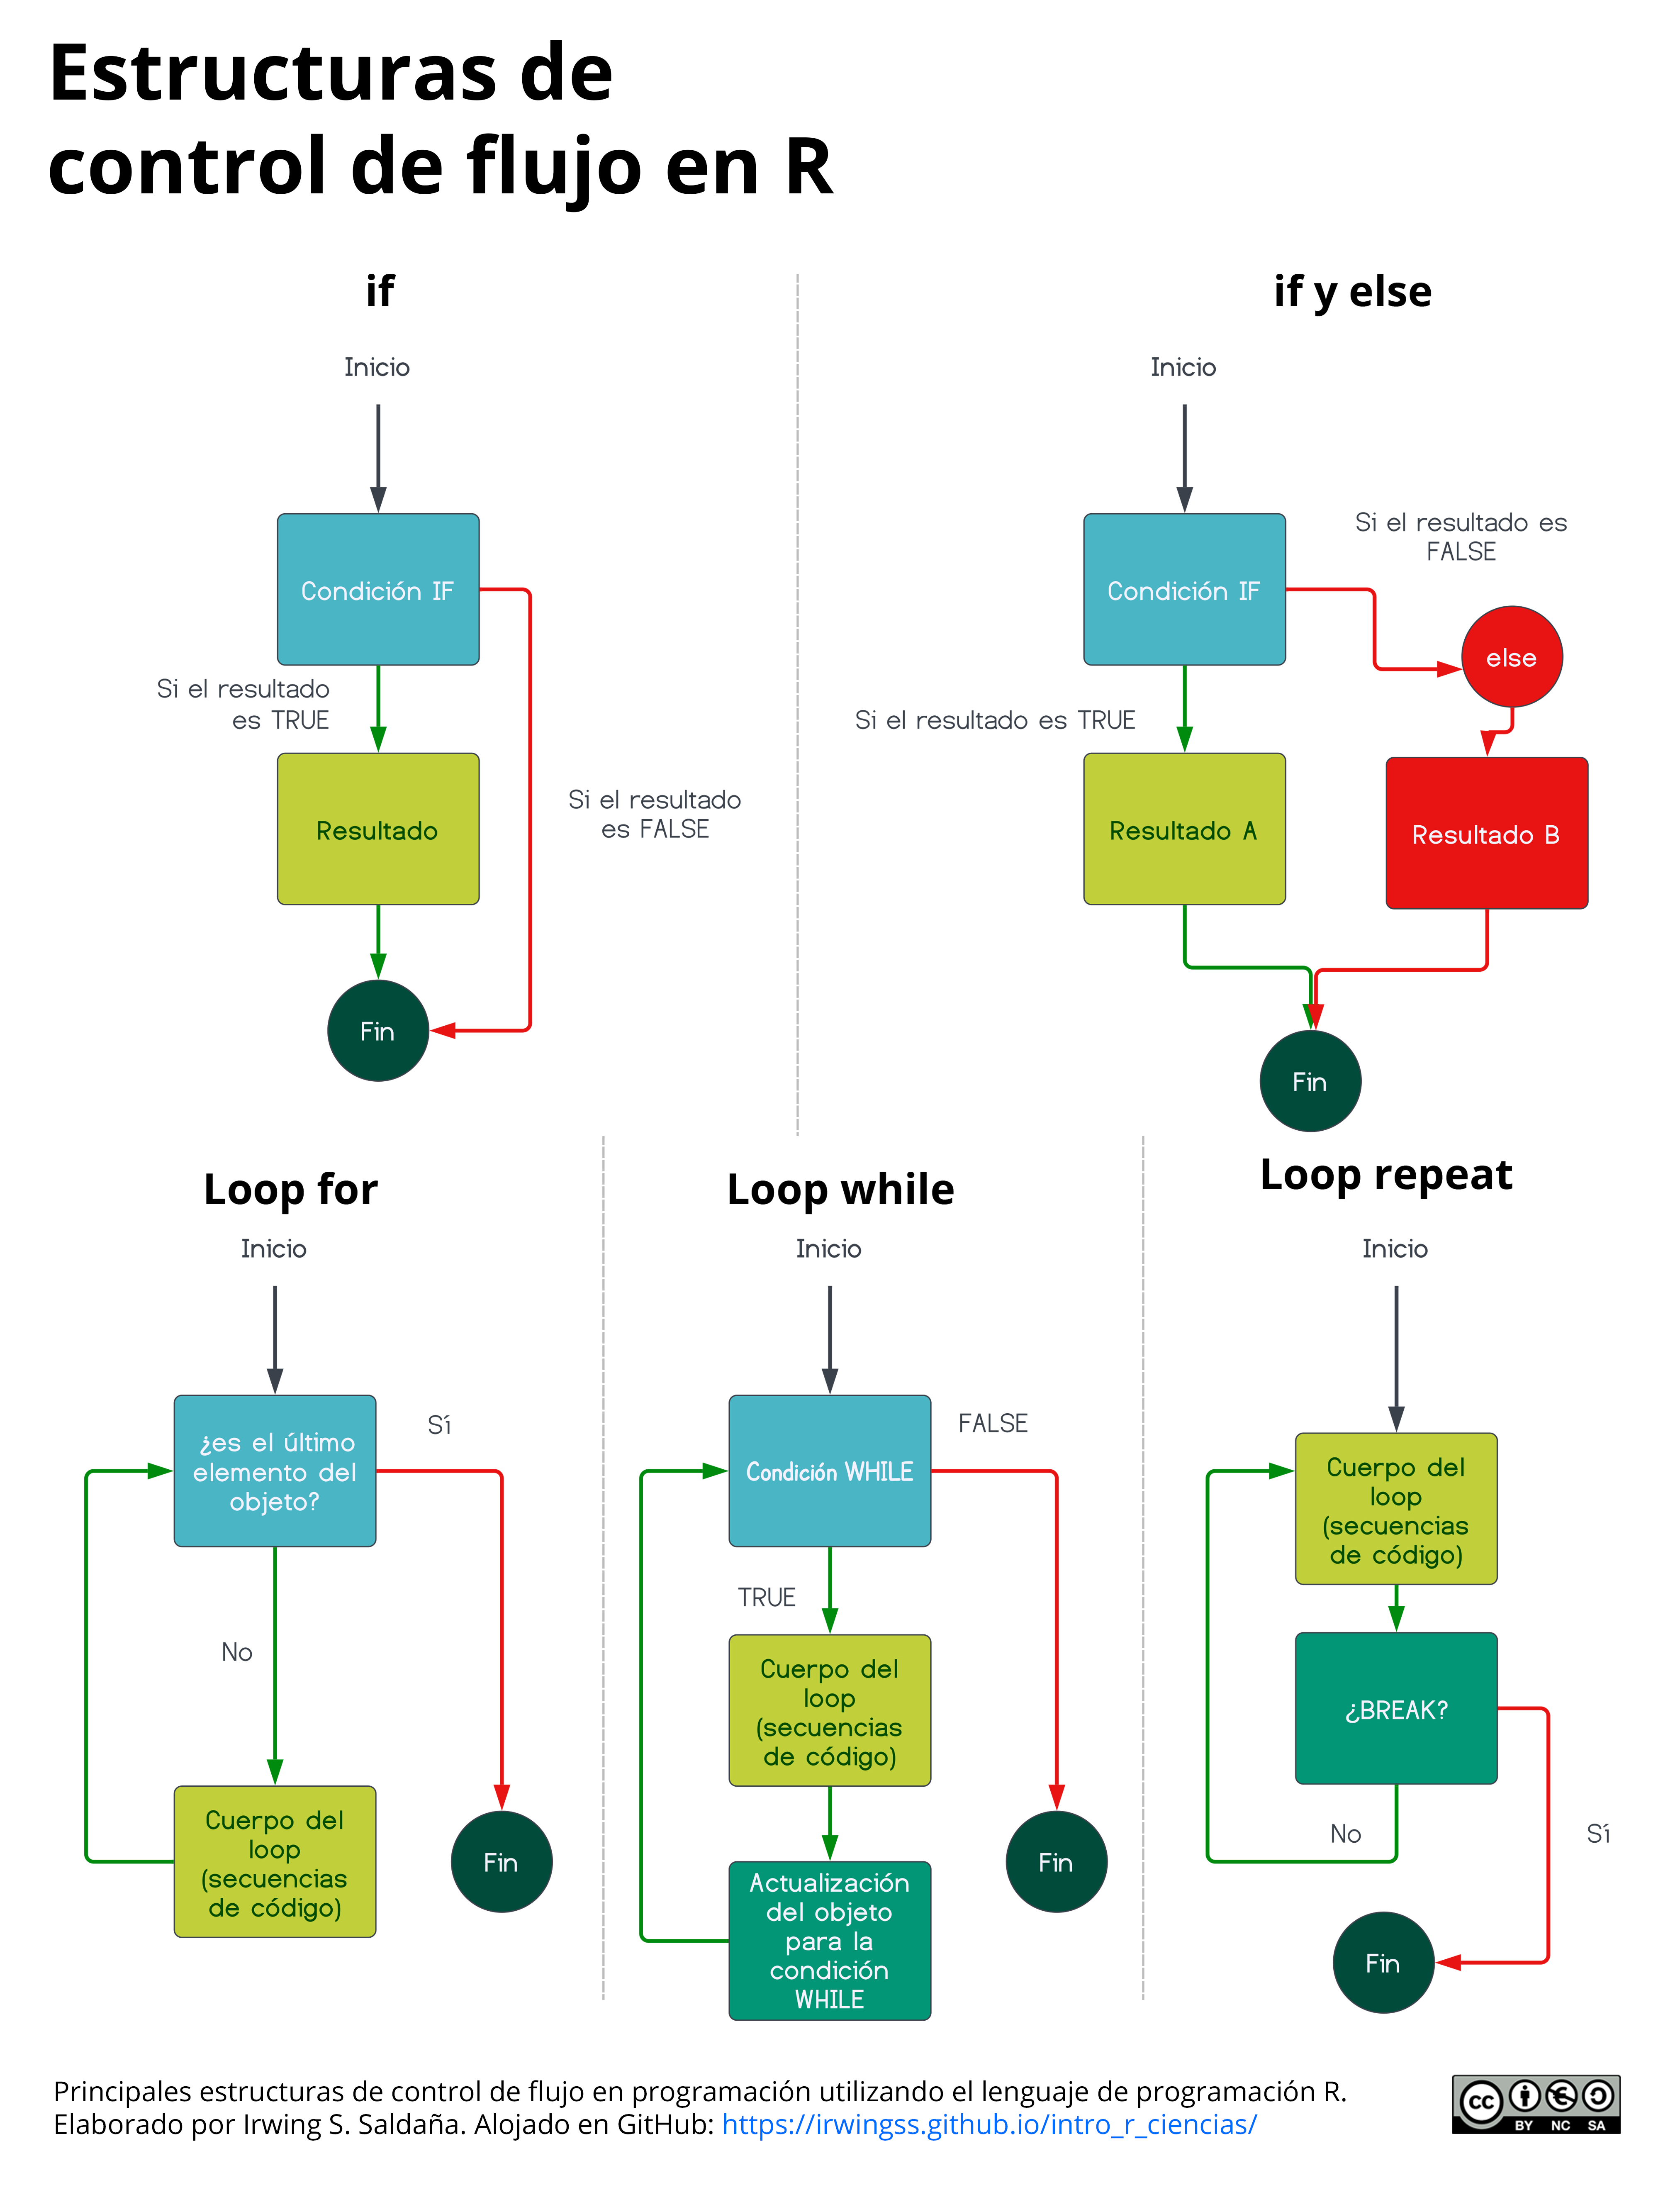 Estructuras de
control de flujo en R
if
Inicio
Condición IF
Si el resultado
es TRUE
Resultado
Si el resultado
es FALSE
Fin
if y else
Inicio
Condición IF
Si el resultado es
FALSE
else
Si el resultado es TRUE
Resultado A
Resultado B
Fin
Loop for
Inicio
¿es el último
elemento del
objeto?
Sí
No
Cuerpo del
loop
(secuencias
de código)
Fin
Loop while
Inicio
Condición WHILE
FALSE
TRUE
Cuerpo del
loop
(secuencias
de código)
Actualización
del objeto
para la
condición
WHILE
Fin
Loop repeat
Inicio
Cuerpo del
loop
(secuencias
de código)
¿BREAK?
No
Sí
Fin
Principales estructuras de control de flujo en programación utilizando el lenguaje de programación R.
Elaborado por Irwing S. Saldaña. Alojado en GitHub: https://irwingss.github.io/intro_r_ciencias/
cc
BY NC SA